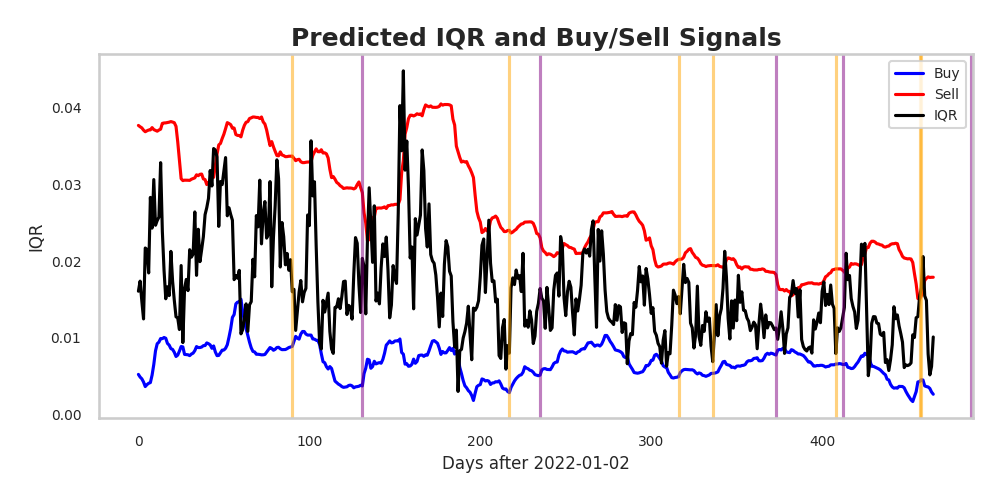 Predicted IQR and Buy/Sell Signals
Buy
Sell
IQR
0.04
0.03
0.02
0.01
0.00
IQR
0 100 200 300 400
Days after 2022-01-02